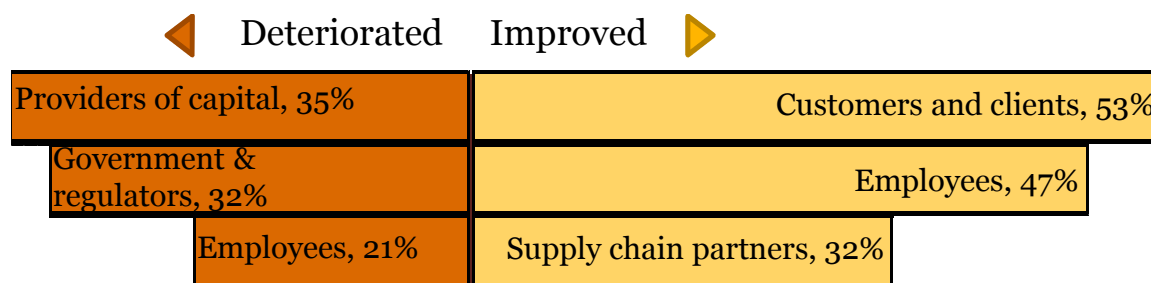 Deteriorated Improved
Providers of capital, 35%
Customers and clients, 53%
Government &
regulators, 32%
Employees, 47%
Employees, 21%
Supply chain partners, 32%